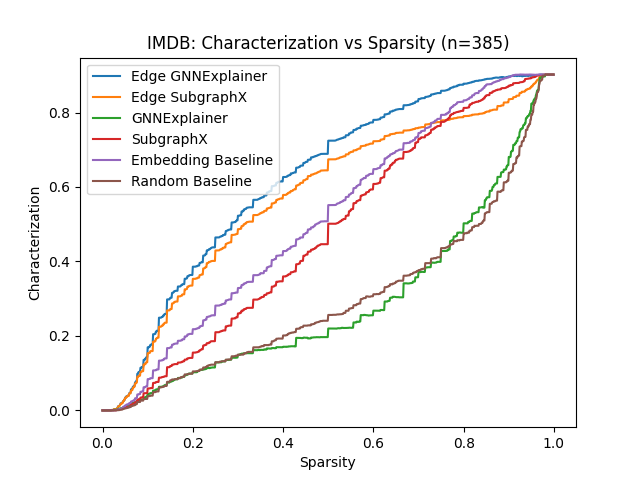 IMDB: Characterization vs Sparsity (n=385)
Edge GNNExplainer
Edge SubgraphX
GNNExplainer
SubgraphX
Embedding Baseline
Random Baseline
Characterization
0.8
0.6
0.4
0.2
0.0
0.0 0.2 0.4 0.6 0.8 1.0
Sparsity